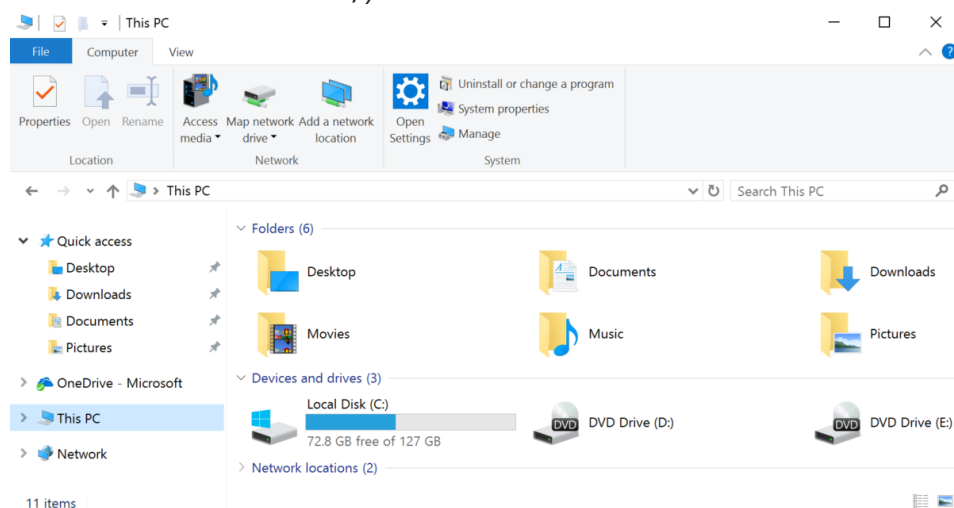 This PC
File Computer View
Properties Open Rename Access media Map network drive Add a network location Open Settings Uninstall or change a program
System properties
Manage
Location Network System
This PC Search This PC
Quick access
Desktop
Downloads
Documents
Pictures
OneDrive - Microsoft
This PC
Network
Folders (6)
Desktop Documents Downloads
Movies Music Pictures
Devices and drives (3)
Local Disk (C:)
72.8 GB free of 127 GB
DVD DVD Drive (D:) DVD DVD Drive (E:)
Network locations (2)
11 items